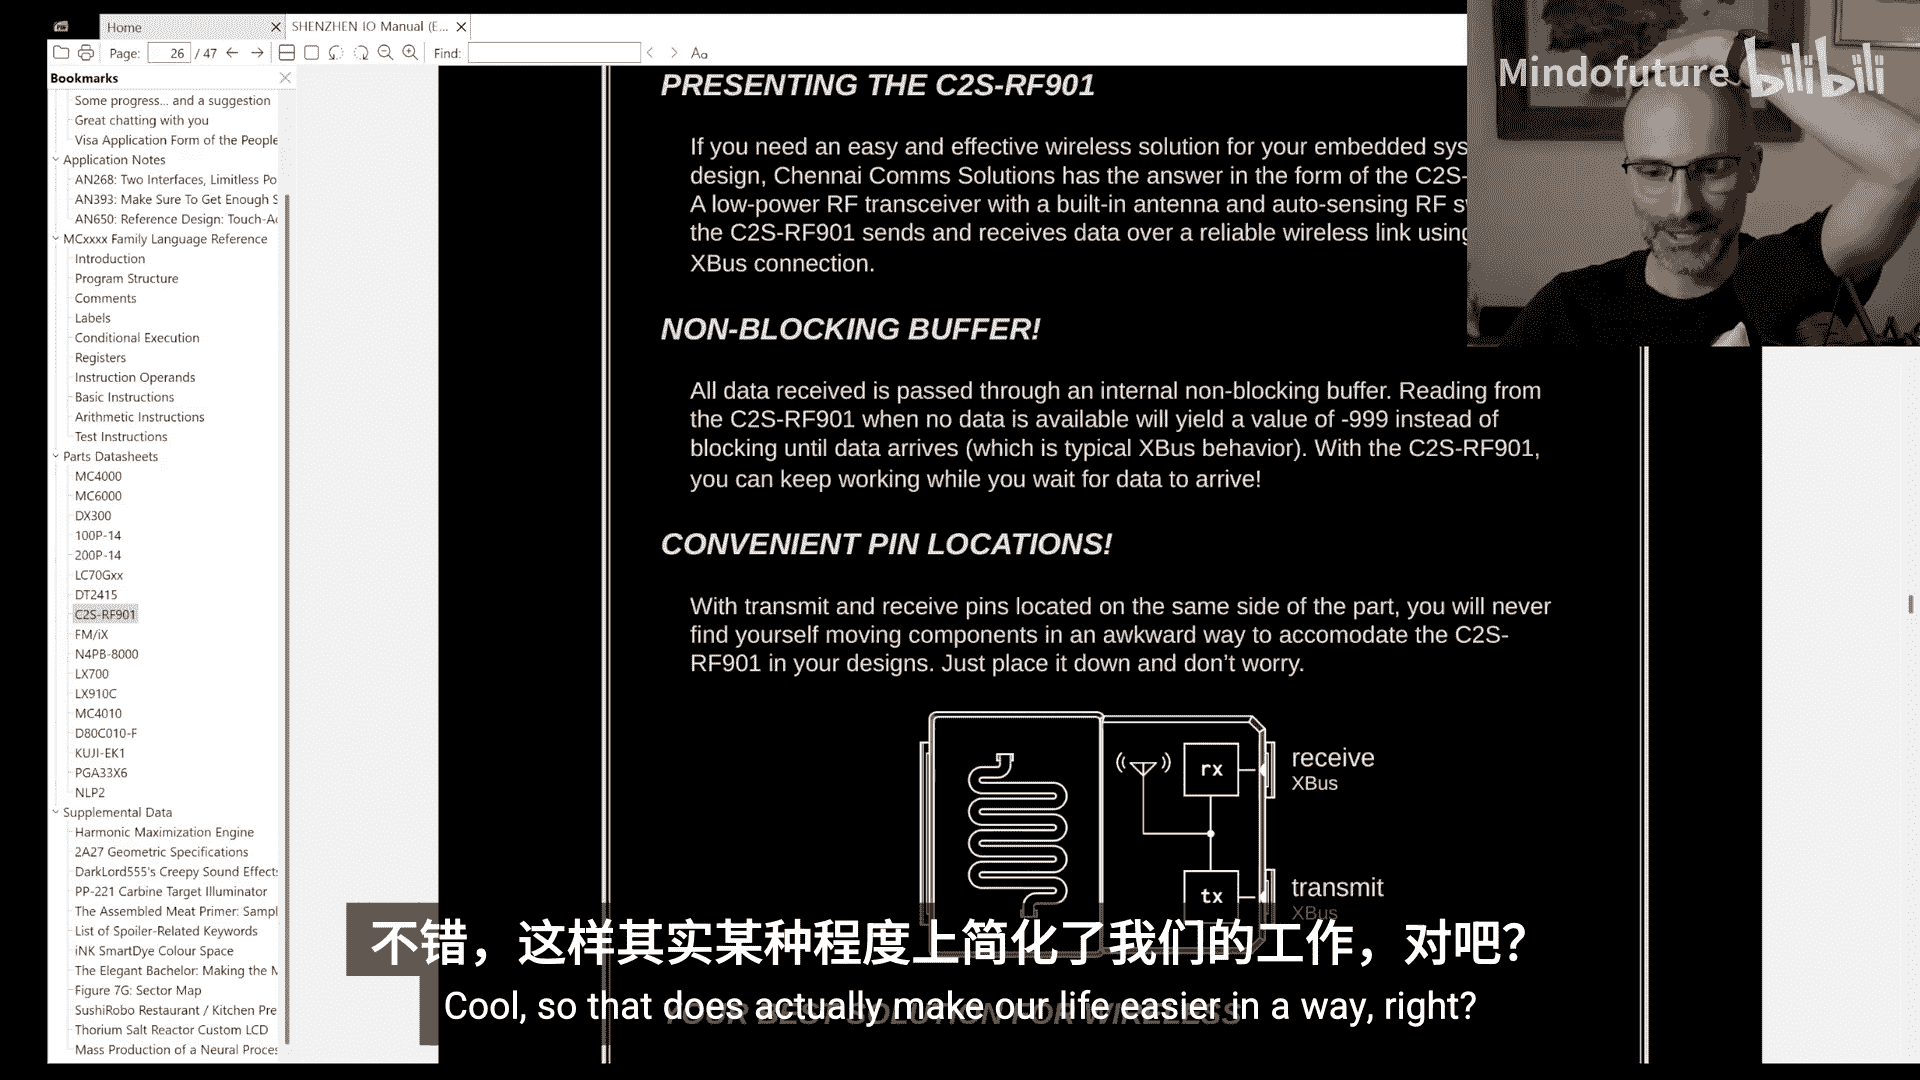 Home
SHENZHEN IO Manual (E...
Page: 26 / 47
Find:
Aa
Bookmarks
Some progress... and a suggestion
Great chatting with you
Visa Application Form of the People
Application Notes
AN268: Two Interfaces, Limitless Po
AN393: Make Sure To Get Enough S
AN650: Reference Design: Touch-Ac
MCxxxx Family Language Reference
Introduction
Program Structure
Comments
Labels
Conditional Execution
Registers
Instruction Operands
Basic Instructions
Arithmetic Instructions
Test Instructions
Parts Datasheets
MC4000
MC6000
DX300
100P-14
200P-14
LC70Gxx
DT2415
C2S-RF901
FM/iX
N4PB-8000
LX700
LX910C
MC4010
D80C010-F
KUJI-EK1
PGA33X6
NLP2
Supplemental Data
Harmonic Maximization Engine
2A27 Geometric Specifications
DarkLord555's Creepy Sound Effects
PP-221 Carbine Target Illuminator
The Assembled Meat Primer: Sampl
List of Spoiler-Related Keywords
iNK SmartDye Colour Space
The Elegant Bachelor: Making the M
Figure 7G: Sector Map
SushiRobo Restaurant / Kitchen Pre
Thorium Salt Reactor Custom LCD
Mass Production of a Neural Proces
PRESENTING THE C2S-RF901
If you need an easy and effective wireless solution for your embedded sys
design, Chennai Comms Solutions has the answer in the form of the C2S-
A low-power RF transceiver with a built-in antenna and auto-sensing RF s
the C2S-RF901 sends and receives data over a reliable wireless link using
XBus connection.
NON-BLOCKING BUFFER!
All data received is passed through an internal non-blocking buffer. Reading from
the C2S-RF901 when no data is available will yield a value of -999 instead of
blocking until data arrives (which is typical XBus behavior). With the C2S-RF901,
you can keep working while you wait for data to arrive!
CONVENIENT PIN LOCATIONS!
With transmit and receive pins located on the same side of the part, you will never
find yourself moving components in an awkward way to accomodate the C2S-
RF901 in your designs. Just place it down and don't worry.
rx
receive
XBus
tx
transmit
XBus
YOUR BEST SOLUTION FOR WIRELESS
不错，这样其实某种程度上简化了我们的工作，对吧？
Cool, so that does actually make our life easier in a way, right?
Mindofuture
bilibili